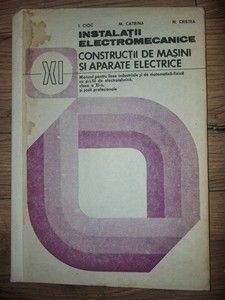 I. CIOC M. CATRINA N. CRISTEA
INSTALAȚII
ELECTROMECANICE
XI
CONSTRUCȚII DE MAȘINI
ȘI APARATE ELECTRICE
Manual pentru licee industriale și de matematică-fizică
cu profil de electrotehnică,
clasa a XI-a,
și școli profesionale